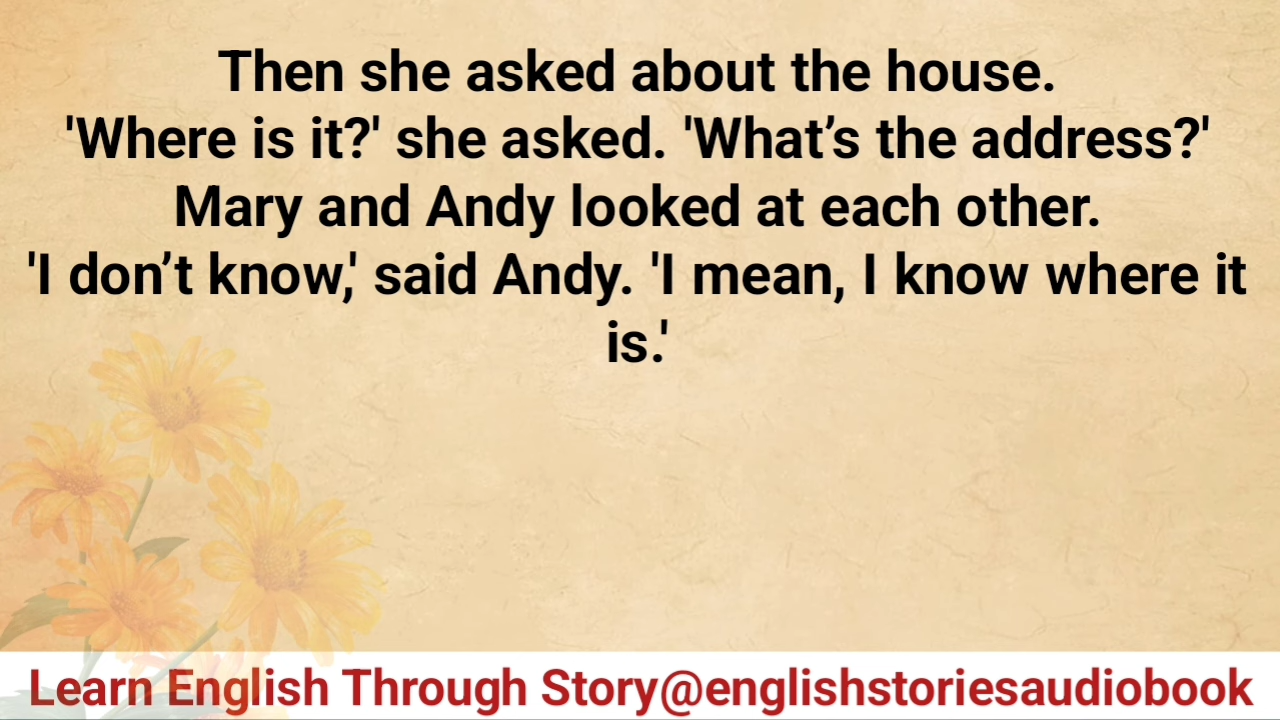 Then she asked about the house.
'Where is it?' she asked. 'What’s the address?'
Mary and Andy looked at each other.
'I don’t know,' said Andy. 'I mean, I know where it
is.'
Learn English Through Story@englishstoriesaudiobook